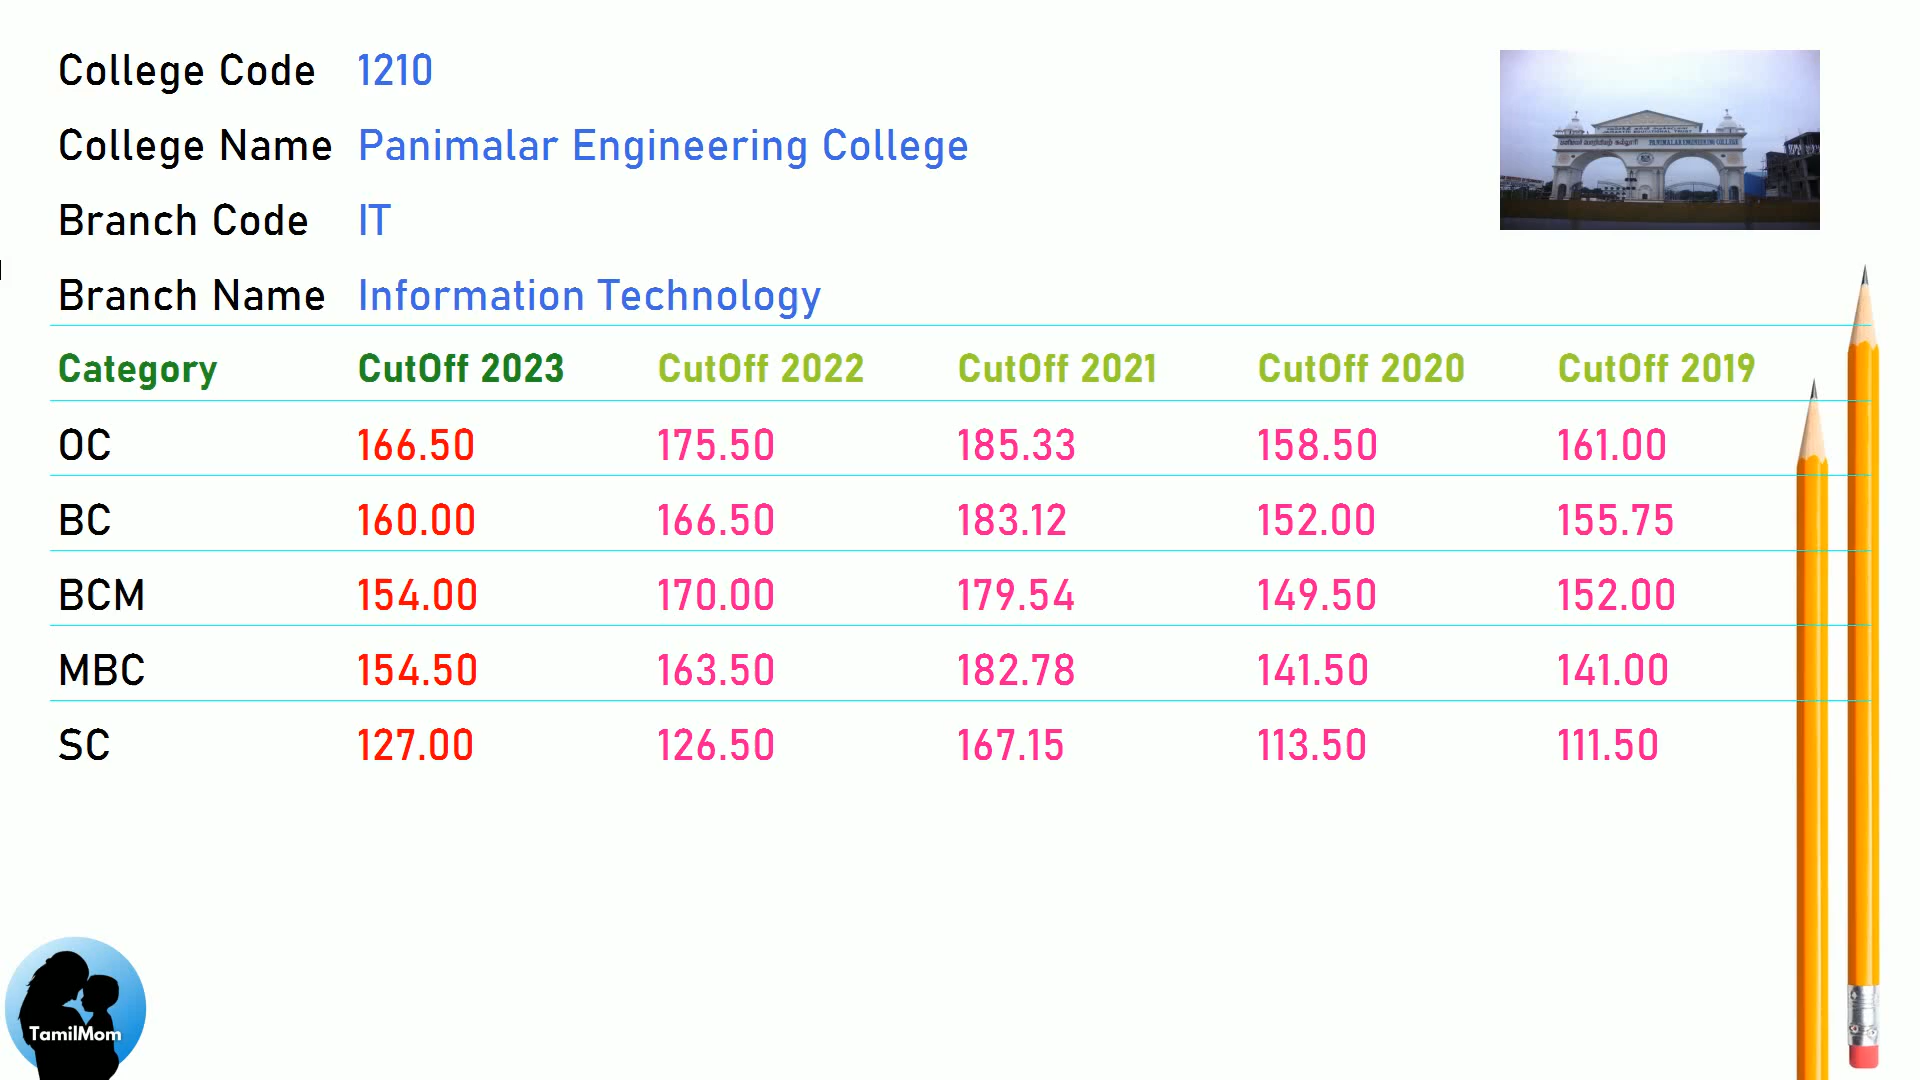 College Code 1210
College Name Panimalar Engineering College
Branch Code IT
Branch Name Information Technology
Category CutOff 2023 CutOff 2022 CutOff 2021 CutOff 2020 CutOff 2019
OC 166.50 175.50 185.33 158.50 161.00
BC 160.00 166.50 183.12 152.00 155.75
BCM 154.00 170.00 179.54 149.50 152.00
MBC 154.50 163.50 182.78 141.50 141.00
SC 127.00 126.50 167.15 113.50 111.50
PANIMALAR ENGINEERING COLLEGE
TamilMom